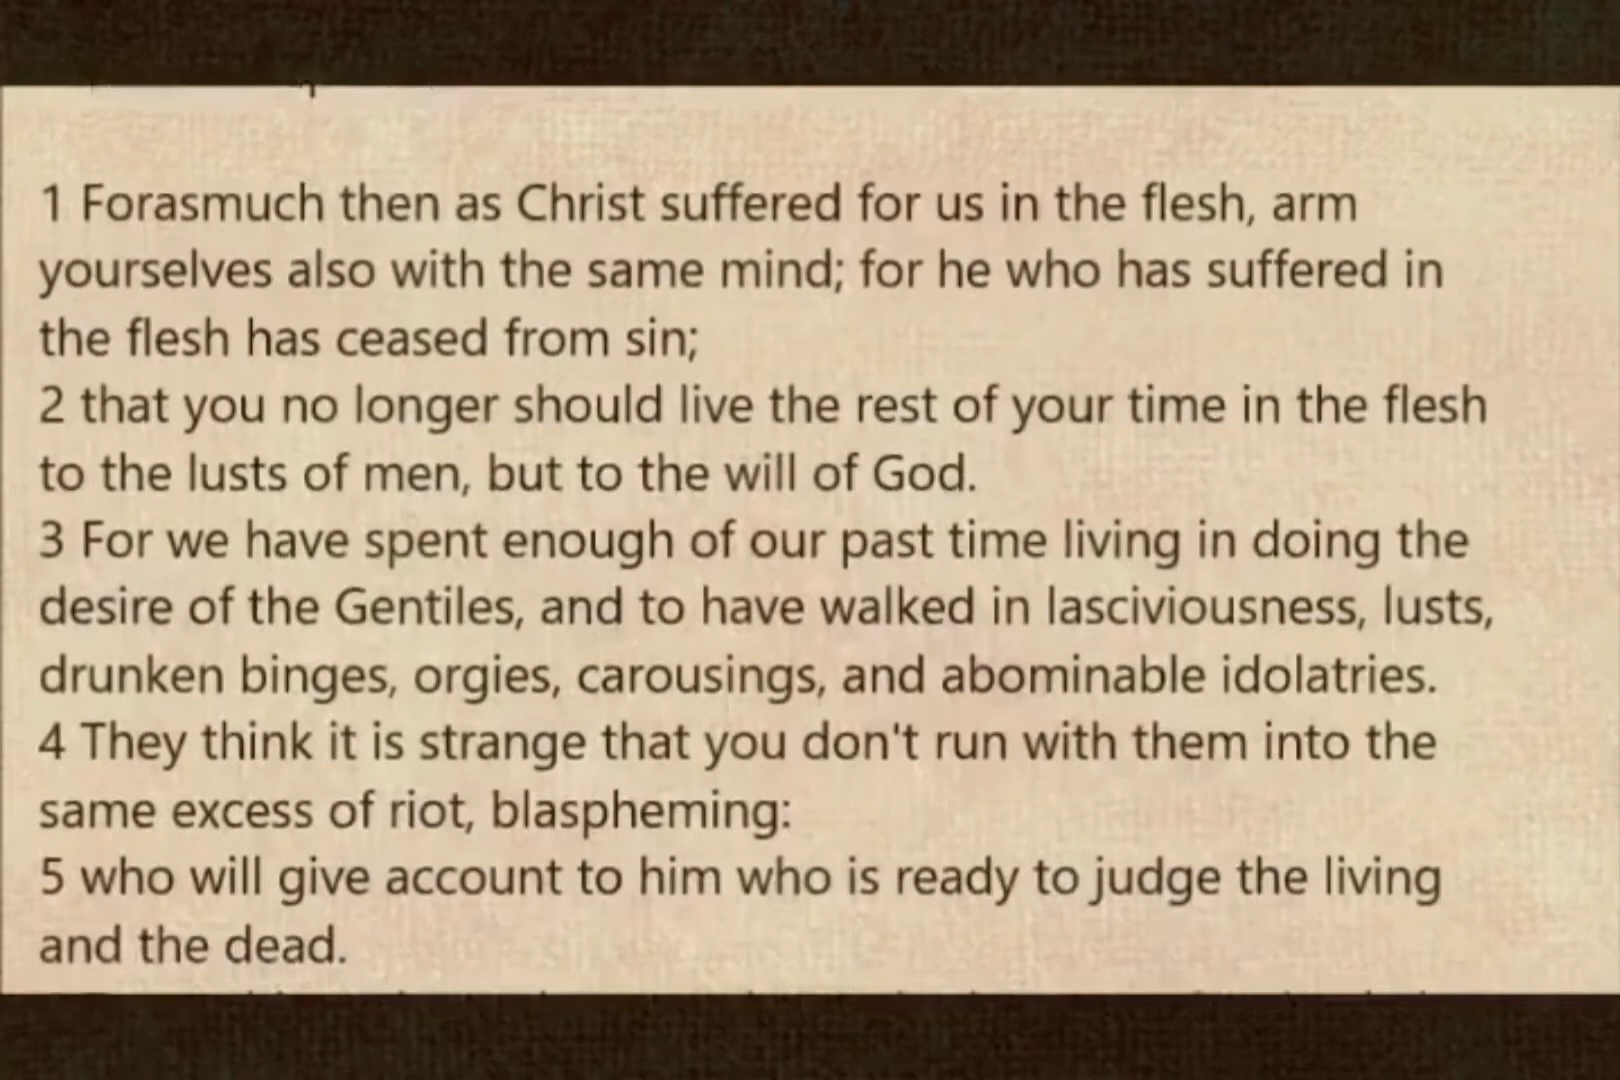 1 Forasmuch then as Christ suffered for us in the flesh, arm
yourselves also with the same mind; for he who has suffered in
the flesh has ceased from sin;
2 that you no longer should live the rest of your time in the flesh
to the lusts of men, but to the will of God.
3 For we have spent enough of our past time living in doing the
desire of the Gentiles, and to have walked in lasciviousness, lusts,
drunken binges, orgies, carousings, and abominable idolatries.
4 They think it is strange that you don't run with them into the
same excess of riot, blaspheming:
5 who will give account to him who is ready to judge the living
and the dead.